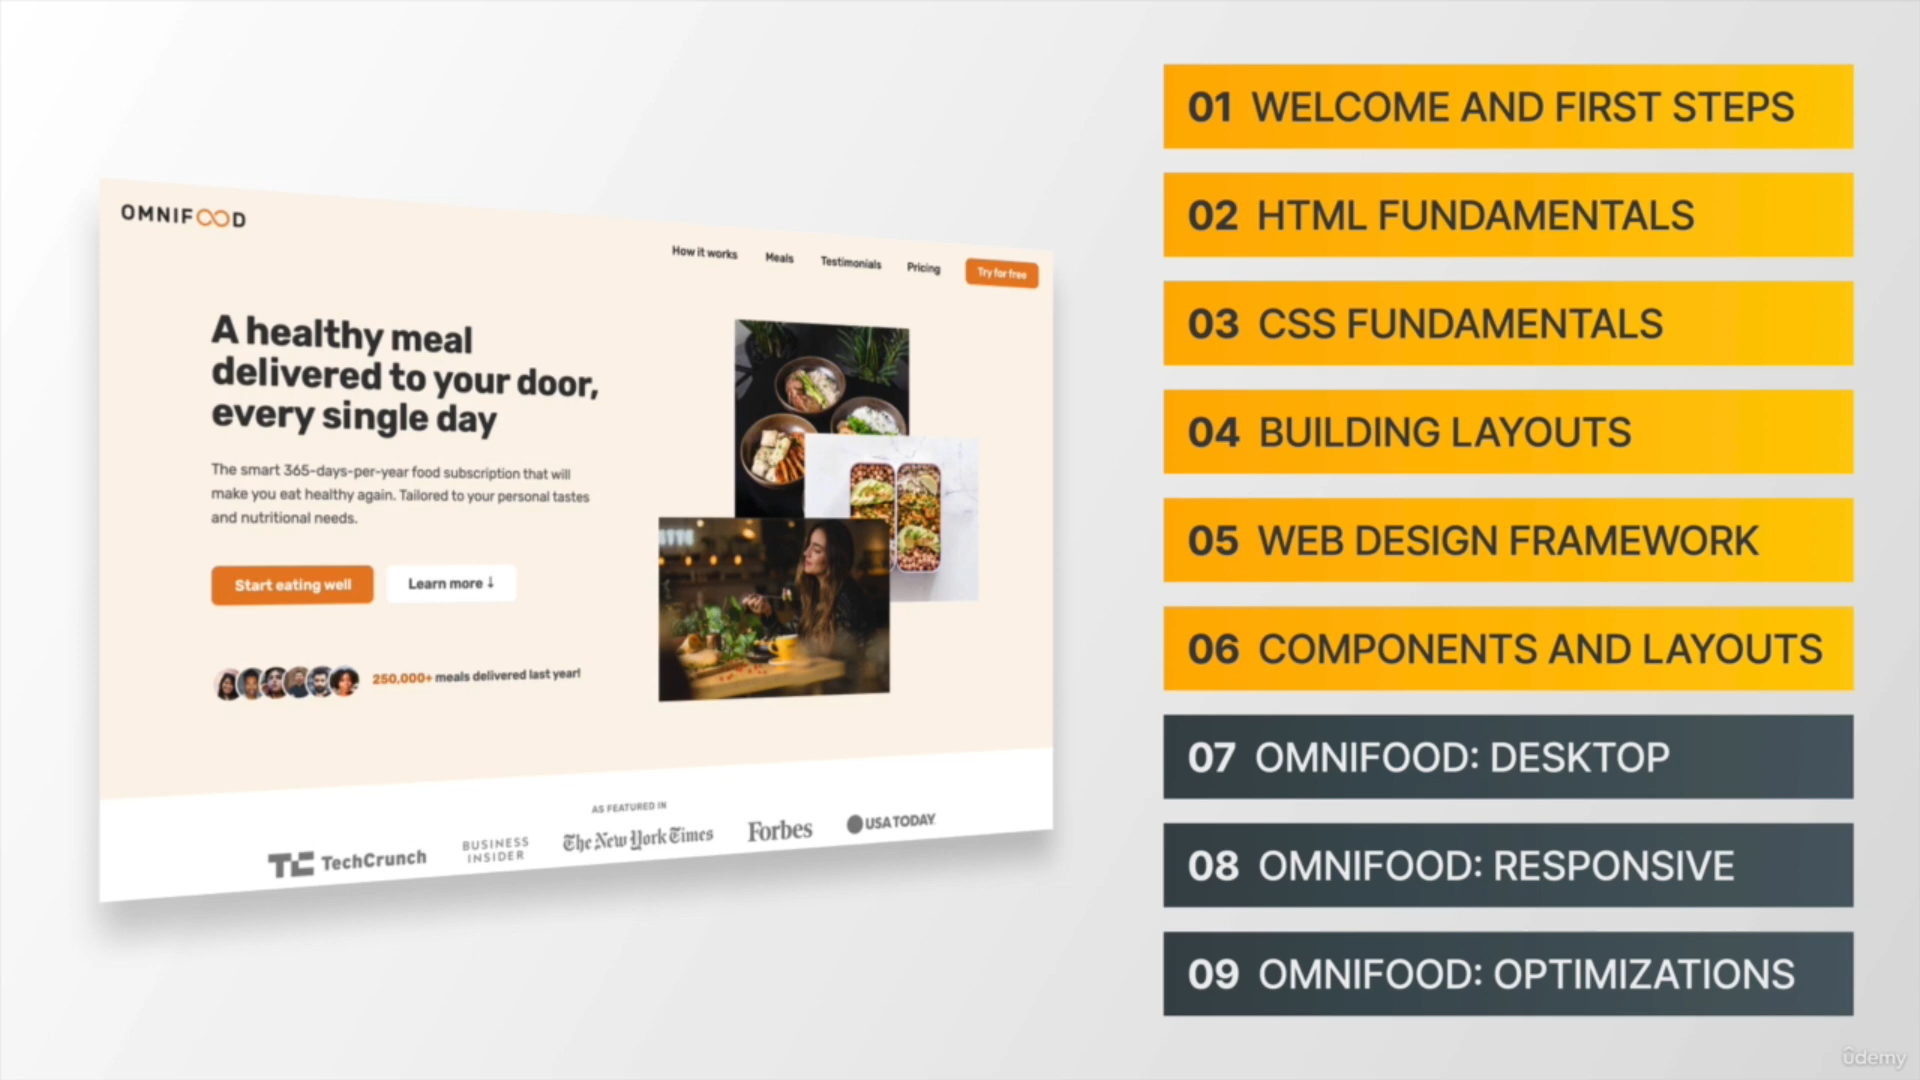 OMNIFOOD
How it works Meals Testimonials Pricing Try for free
A healthy meal
delivered to your door,
every single day
The smart 365-days-per-year food subscription that will
make you eat healthy again. Tailored to your personal tastes
and nutritional needs.
Start eating well Learn more ↓
250,000+ meals delivered last year!
AS FEATURED IN
TC TechCrunch
BUSINESS
INSIDER
The New York Times
Forbes
USA TODAY
01 WELCOME AND FIRST STEPS
02 HTML FUNDAMENTALS
03 CSS FUNDAMENTALS
04 BUILDING LAYOUTS
05 WEB DESIGN FRAMEWORK
06 COMPONENTS AND LAYOUTS
07 OMNIFOOD: DESKTOP
08 OMNIFOOD: RESPONSIVE
09 OMNIFOOD: OPTIMIZATIONS
ûdemy